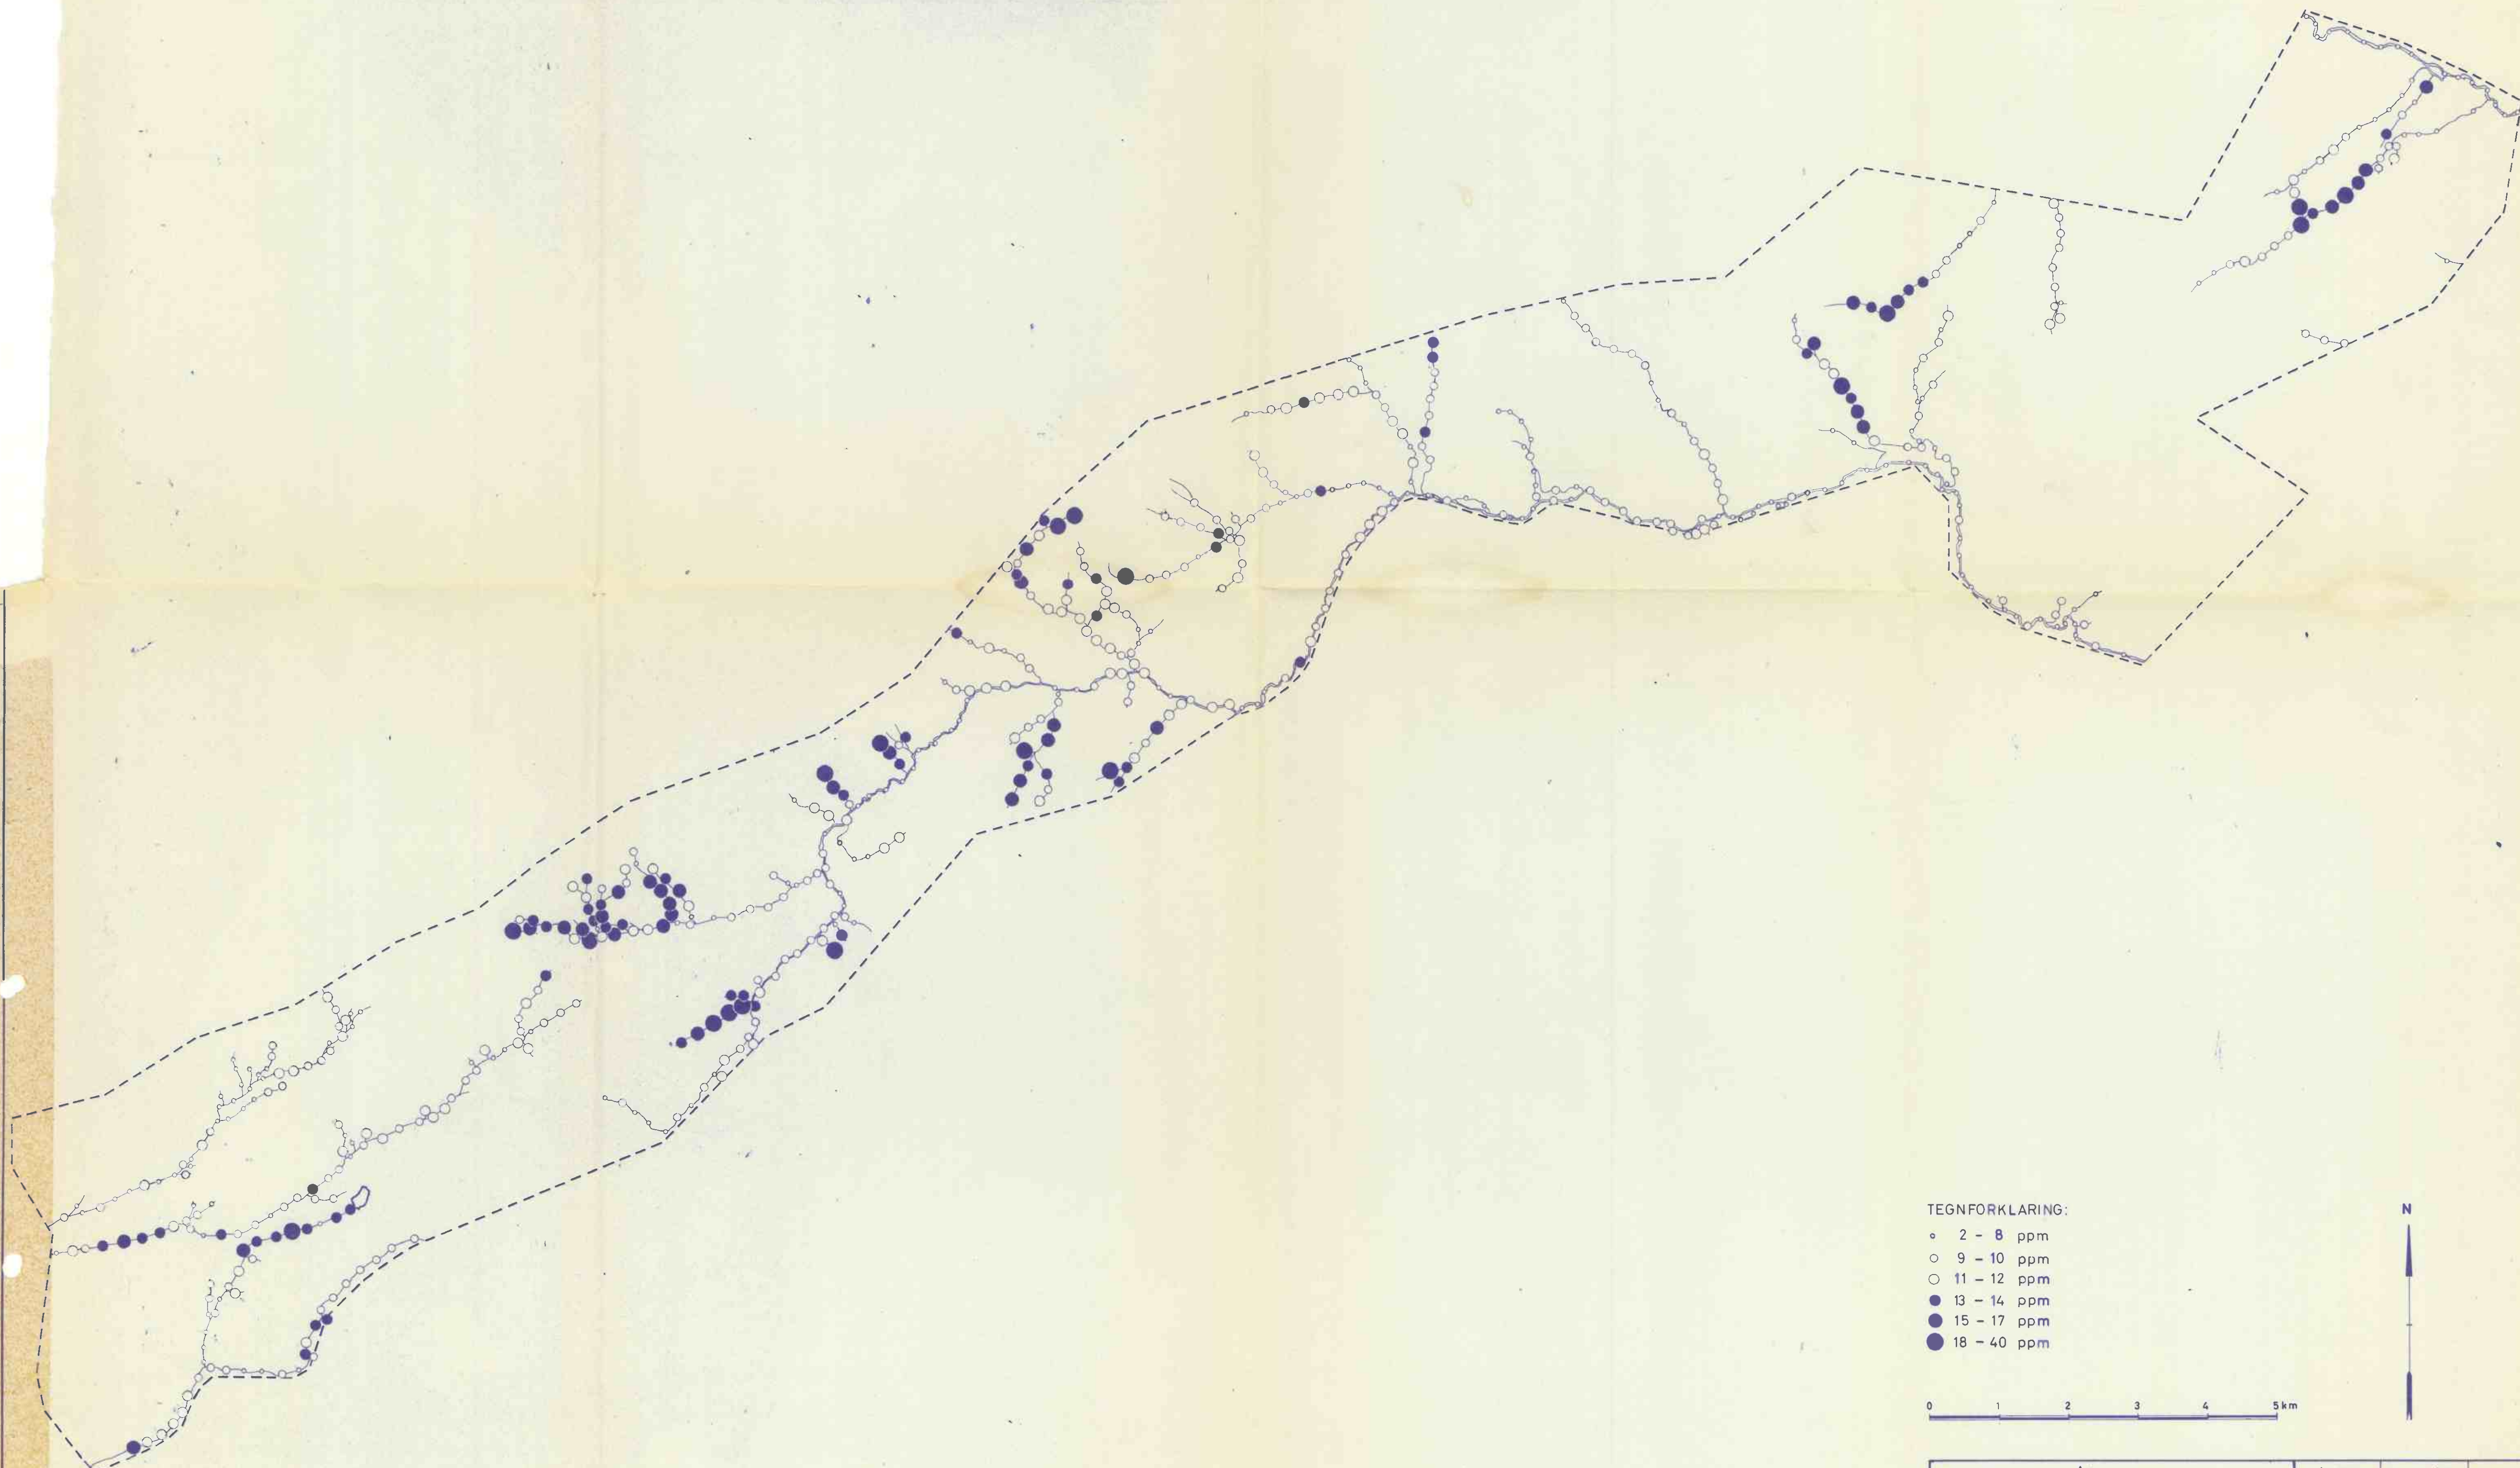 TEGNFORKLARING:
2 – 8 ppm
9 – 10 ppm
11 – 12 ppm
13 – 14 ppm
15 – 17 ppm
18 – 40 ppm
N
0 1 2 3 4 5 km